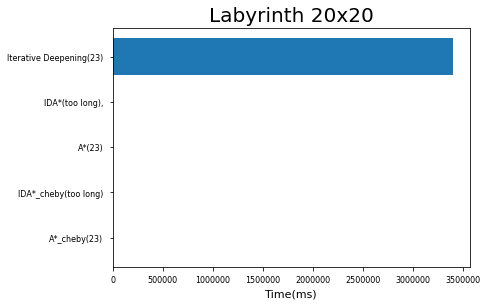 Labyrinth 20x20
Iterative Deepening(23)
IDA*(too long),
A*(23)
IDA*_cheby(too long)
A*_cheby(23)
0 500000 1000000 1500000 2000000 2500000 3000000 3500000
Time(ms)